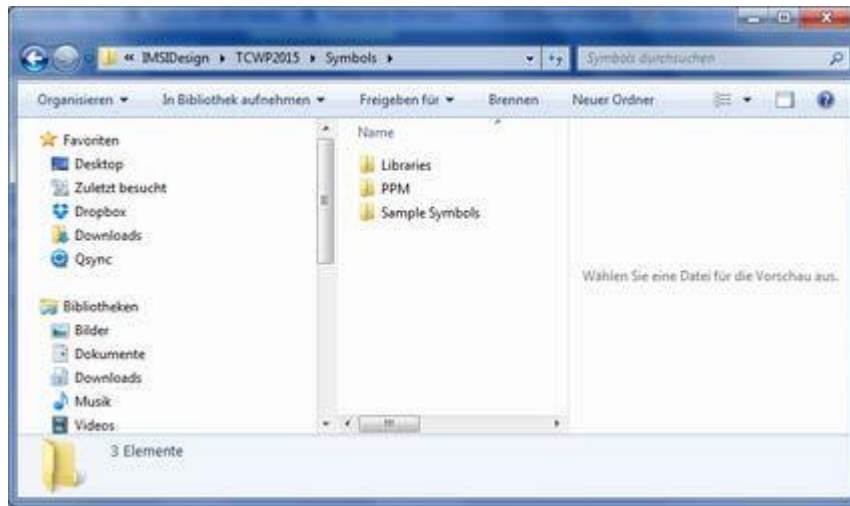 « IMSIDesign ▸ TCWP2015 ▸ Symbols ▸
Symbols durchsuchen
Organisieren
In Bibliothek aufnehmen
Freigeben für
Brennen
Neuer Ordner
Favoriten
Desktop
Zuletzt besucht
Dropbox
Downloads
Qsync
Bibliotheken
Bilder
Dokumente
Downloads
Musik
Videos
Name
Libraries
PPM
Sample Symbols
Wählen Sie eine Datei für die Vorschau aus.
3 Elemente